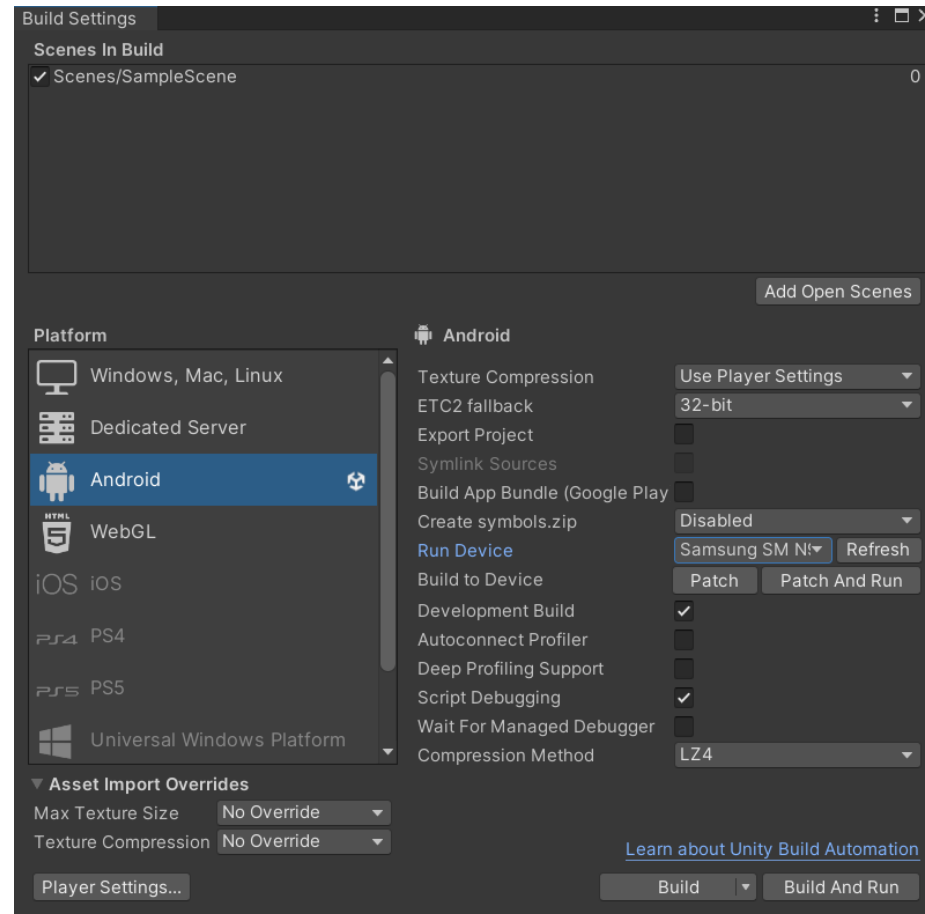 Build Settings
Scenes In Build
Scenes/SampleScene 0
Add Open Scenes
Platform
Windows, Mac, Linux
Dedicated Server
Android
HTML
5
WebGL
iOS iOS
PS4 PS4
PS5 PS5
Universal Windows Platform
Android
Texture Compression Use Player Settings
ETC2 fallback 32-bit
Export Project
Symlink Sources
Build App Bundle (Google Play
Create symbols.zip Disabled
Run Device Samsung SM Refresh
Build to Device Patch Patch And Run
Development Build
Autoconnect Profiler
Deep Profiling Support
Script Debugging
Wait For Managed Debugger
Compression Method LZ4
Asset Import Overrides
Max Texture Size No Override
Texture Compression No Override
Learn about Unity Build Automation
Player Settings... Build Build And Run